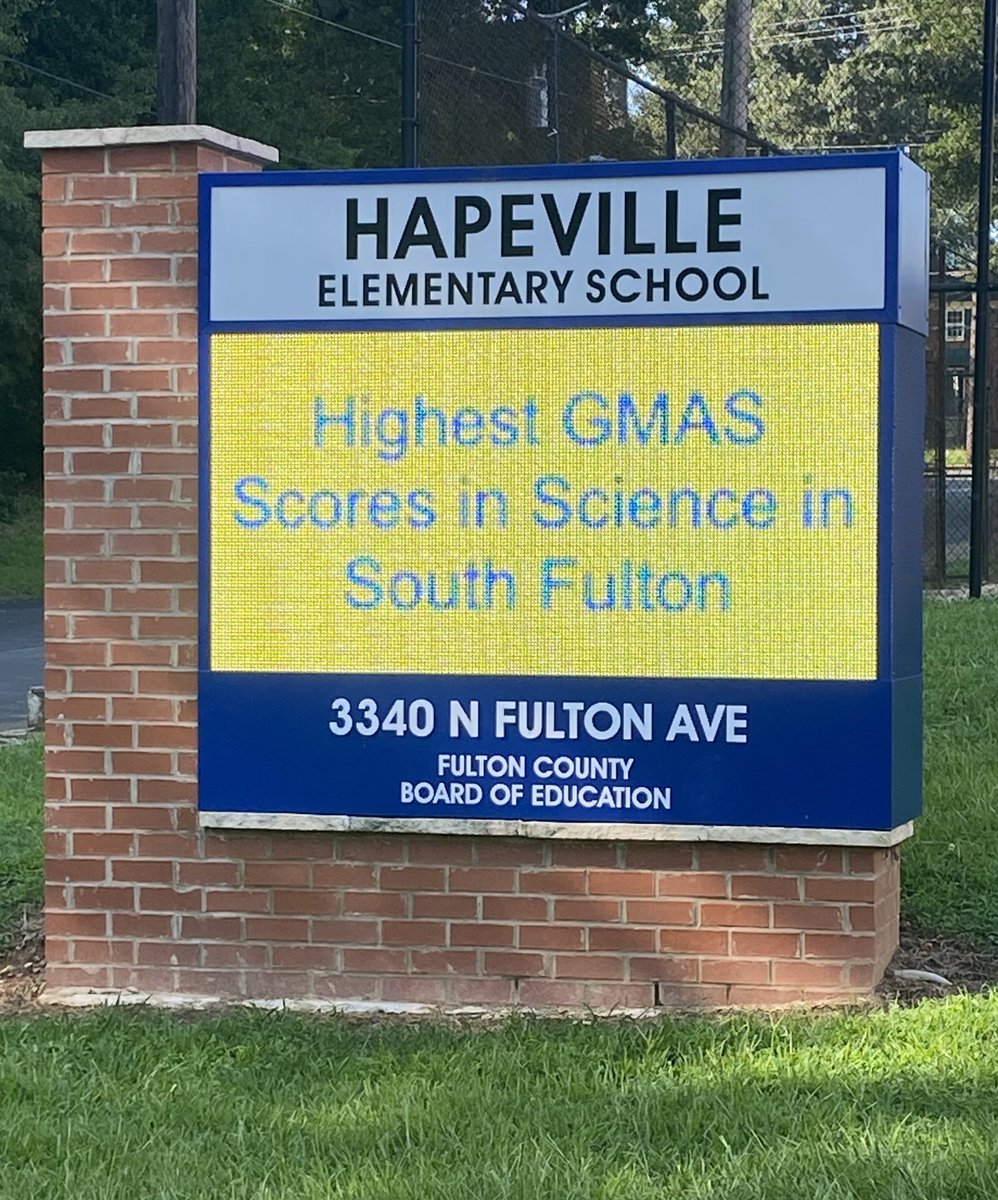 HAPEVILLE
ELEMENTARY SCHOOL
Highest GMAS
Scores in Science in
South Fulton
3340 N FULTON AVE
FULTON COUNTY
BOARD OF EDUCATION